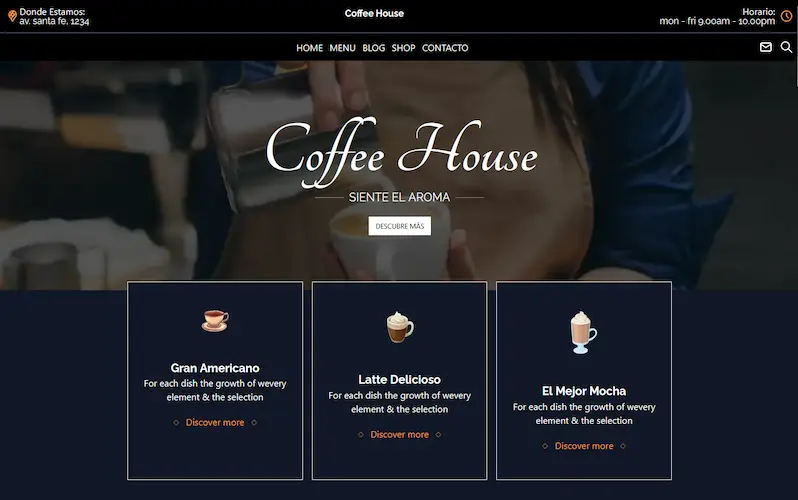 Donde Estamos:
av. santa fe, 1234
Coffee House
Horario:
mon - fri 9.00am - 10.00pm
HOME MENU BLOG SHOP CONTACTO
Coffee House
SIENTE EL AROMA
DESCUBRE MÁS
Gran Americano
For each dish the growth of wevery
element & the selection
Discover more
Latte Delicioso
For each dish the growth of wevery
element & the selection
Discover more
El Mejor Mocha
For each dish the growth of wevery
element & the selection
Discover more